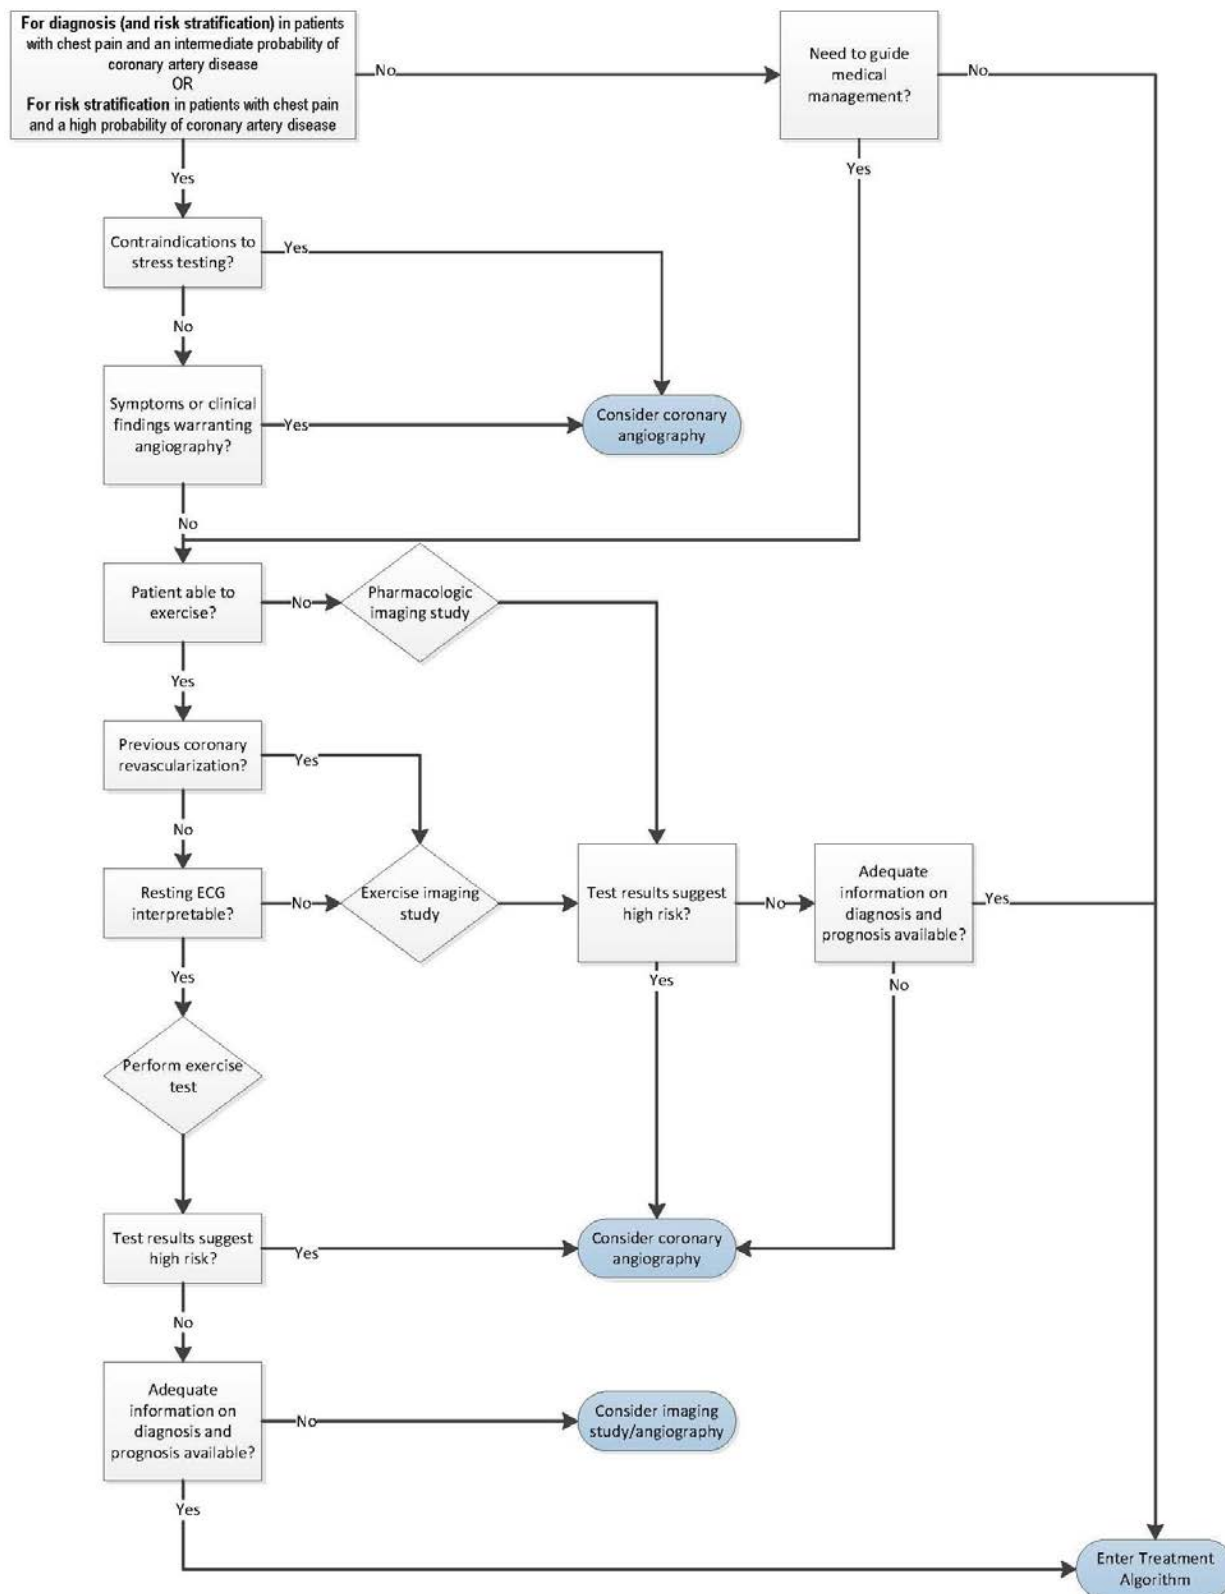 For diagnosis (and risk stratification) in patients
with chest pain and an intermediate probability of
coronary artery disease
OR
For risk stratification in patients with chest pain
and a high probability of coronary artery disease
No
Need to guide
medical
management?
No
Yes
Yes
Contraindications to
stress testing?
Yes
No
Symptoms or clinical
findings warranting
angiography?
Yes
Consider coronary
angiography
No
Patient able to
exercise?
No
Pharmacologic
imaging study
Yes
Previous coronary
revascularization?
Yes
No
Resting ECG
interpretable?
No
Exercise imaging
study
Test results suggest
high risk?
No
Adequate
information on
diagnosis and
prognosis available?
Yes
Yes
Yes
No
Perform exercise
test
Test results suggest
high risk?
Yes
Consider coronary
angiography
No
Adequate
information on
diagnosis and
prognosis available?
No
Consider imaging
study/angiography
Yes
Enter Treatment
Algorithm